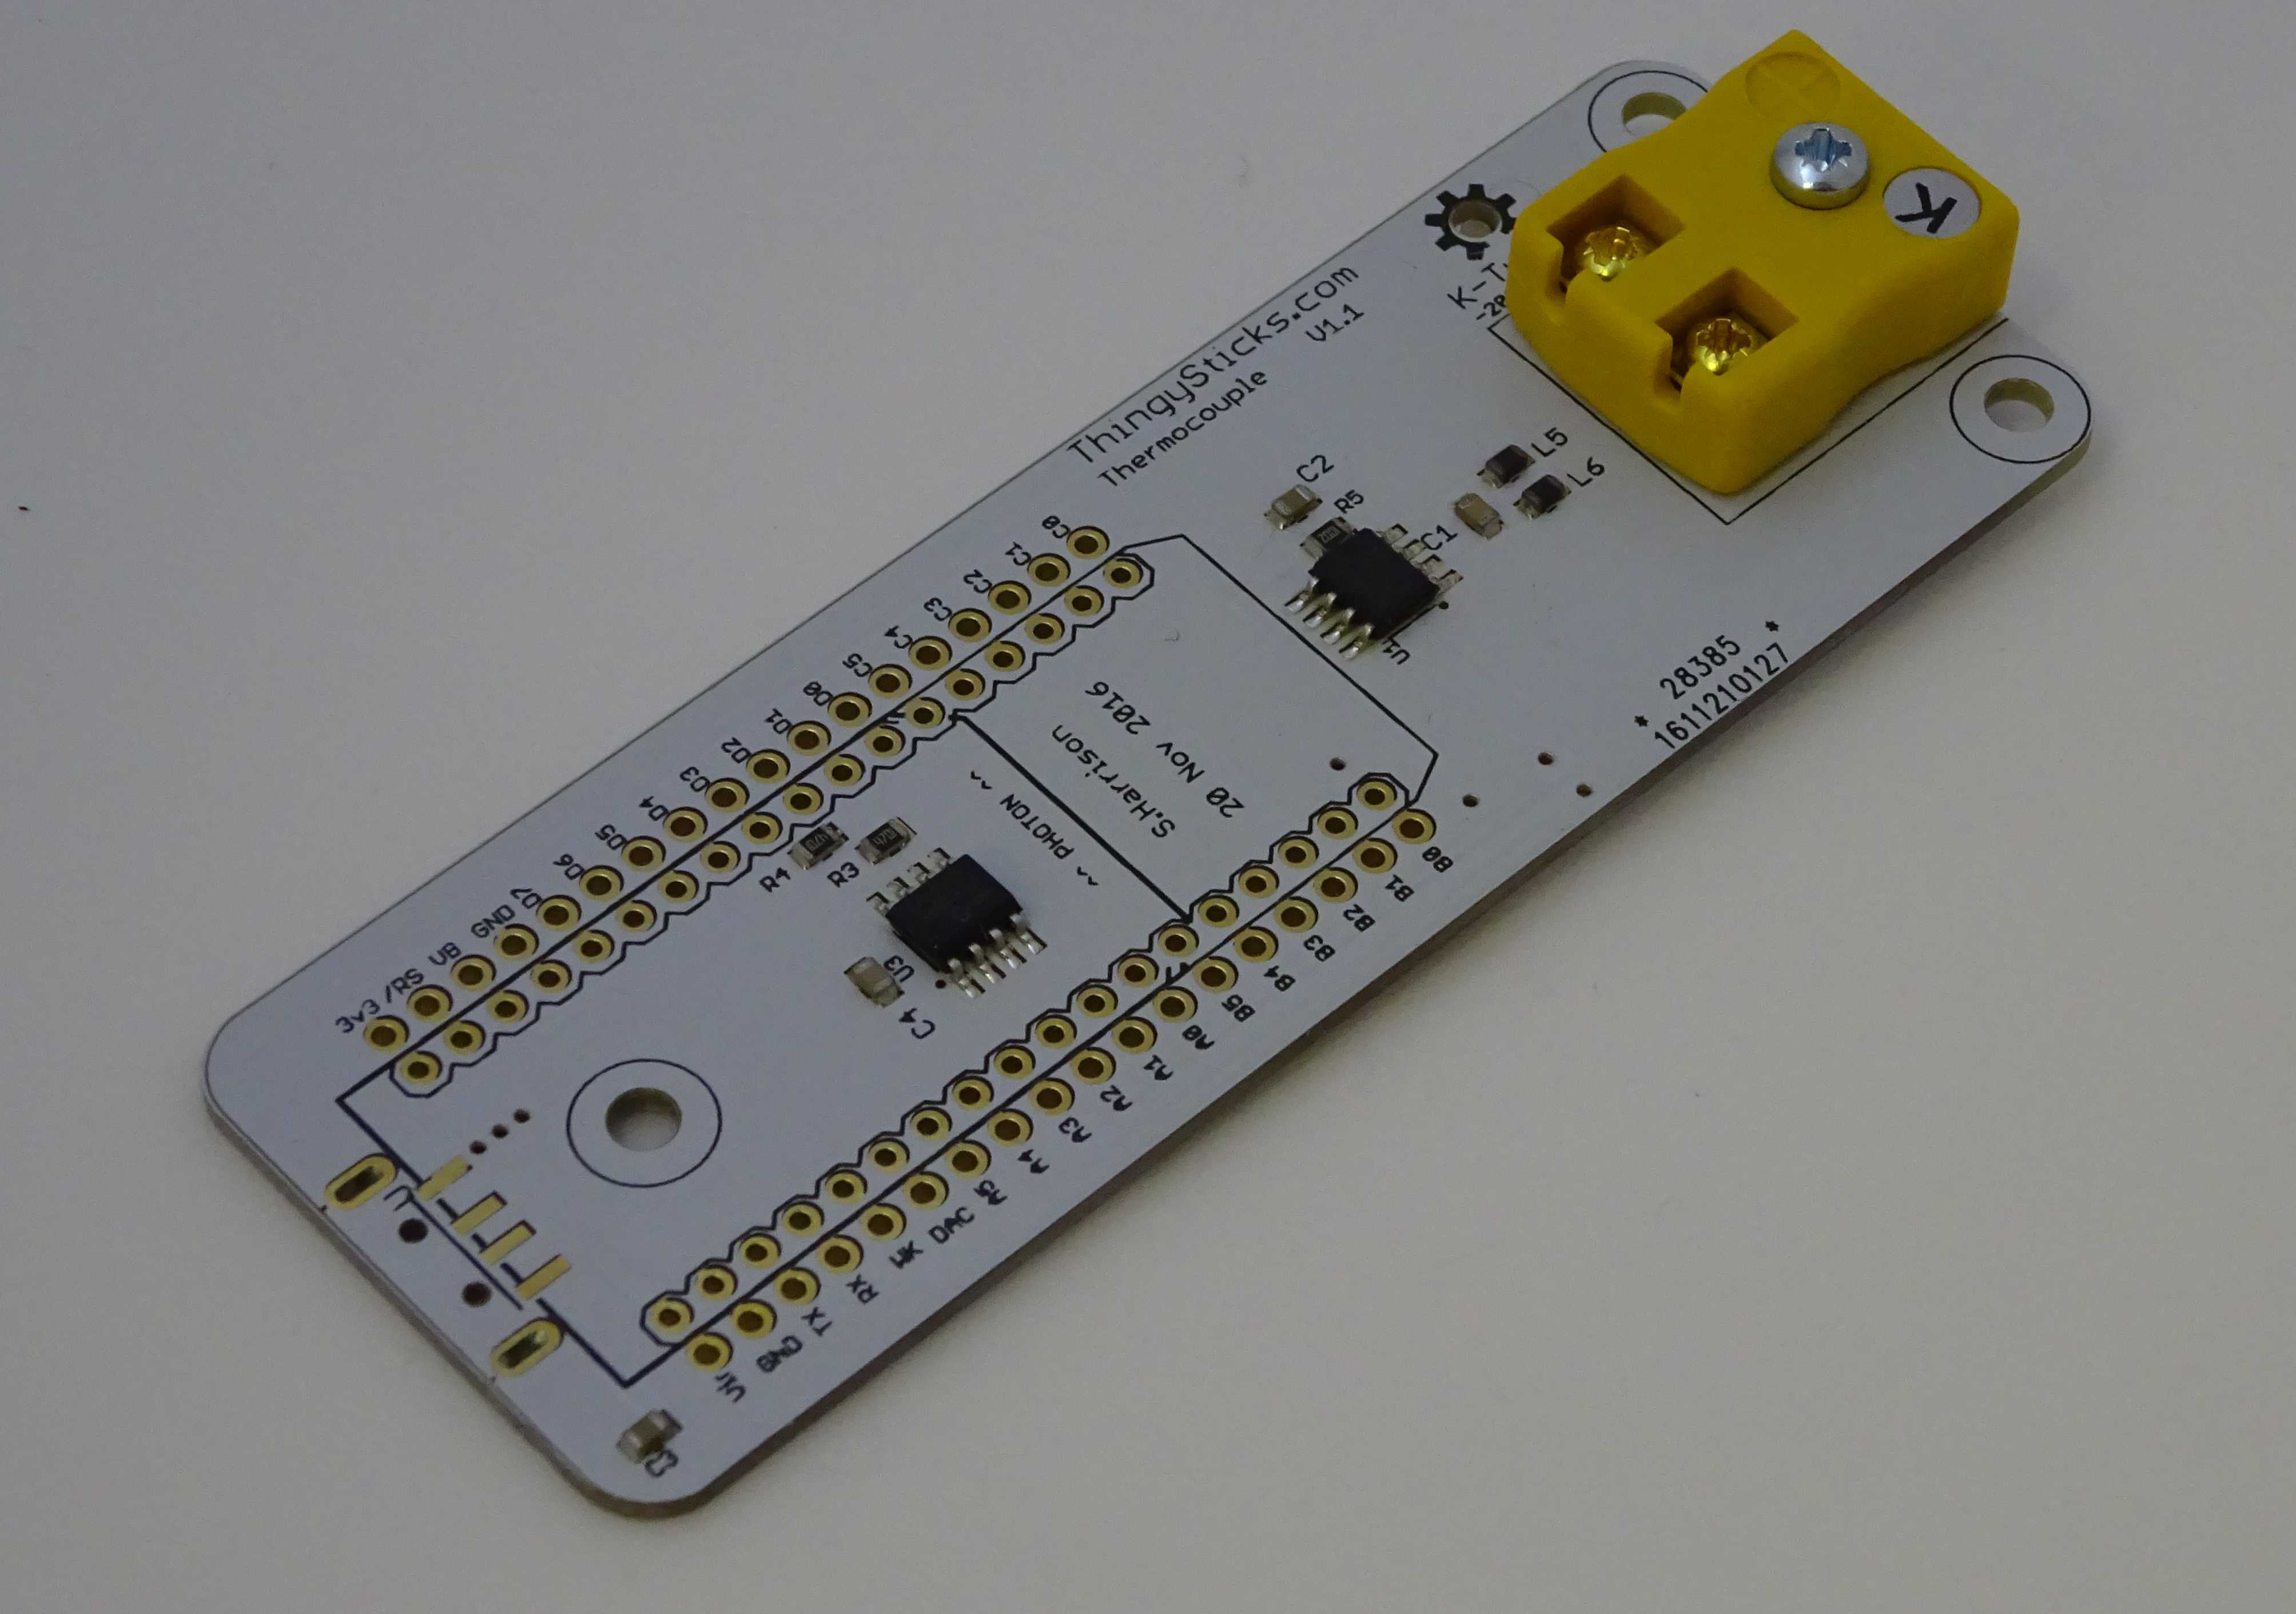 K
K-T
-20
ThingySticks.com
V1.1
Thermocouple
L5
L6
C2
R5
C1
U1
* 28385 *
1611210127
20 Nov 2016
S.Harrison
^^ PHOTON ^^
C0
C1
C2
C3
C4
C5
D0
D1
D2
D3
D4
D5
D6
D7
GND
VB
/RS
3v3
R4
R3
U3
C4
B0
B1
B2
B3
B4
B5
A0
A1
A2
A3
A4
A5
DAC
WK
RX
TX
GND
Vin
C3